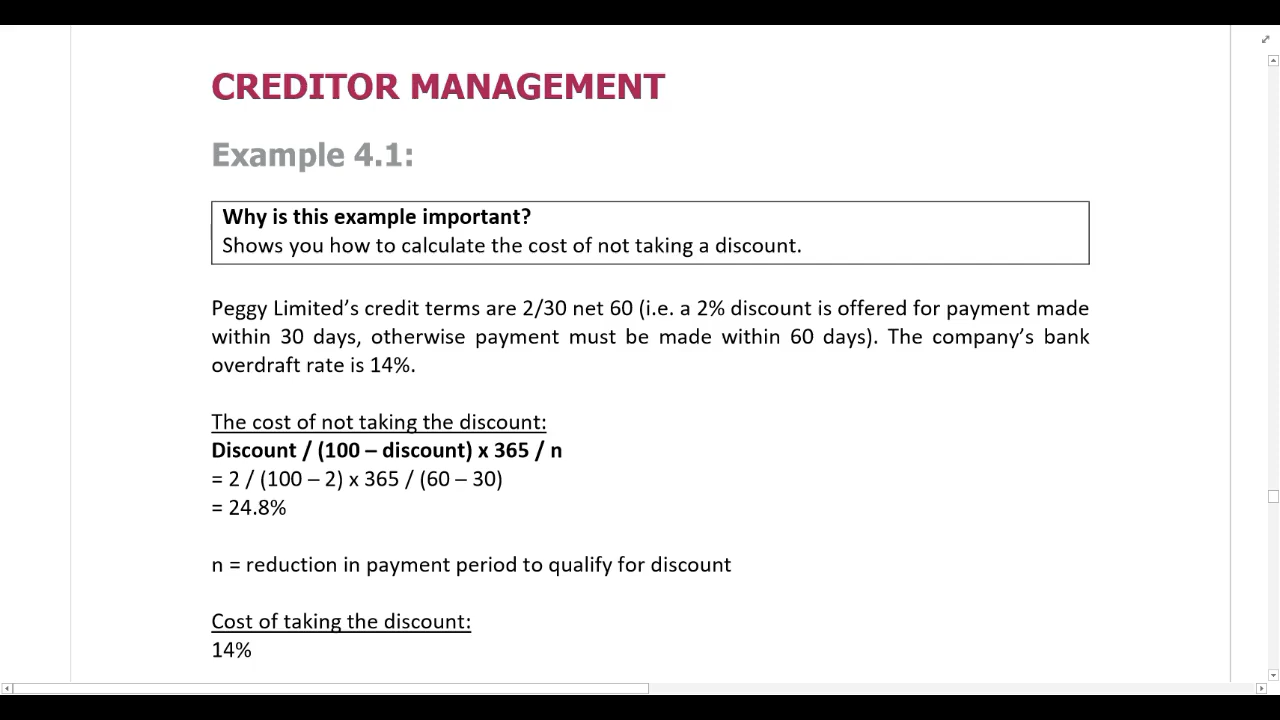 CREDITOR MANAGEMENT
Example 4.1:
Why is this example important?
Shows you how to calculate the cost of not taking a discount.
Peggy Limited’s credit terms are 2/30 net 60 (i.e. a 2% discount is offered for payment made
within 30 days, otherwise payment must be made within 60 days). The company’s bank
overdraft rate is 14%.
The cost of not taking the discount:
Discount / (100 – discount) x 365 / n
= 2 / (100 – 2) x 365 / (60 – 30)
= 24.8%
n = reduction in payment period to qualify for discount
Cost of taking the discount:
14%